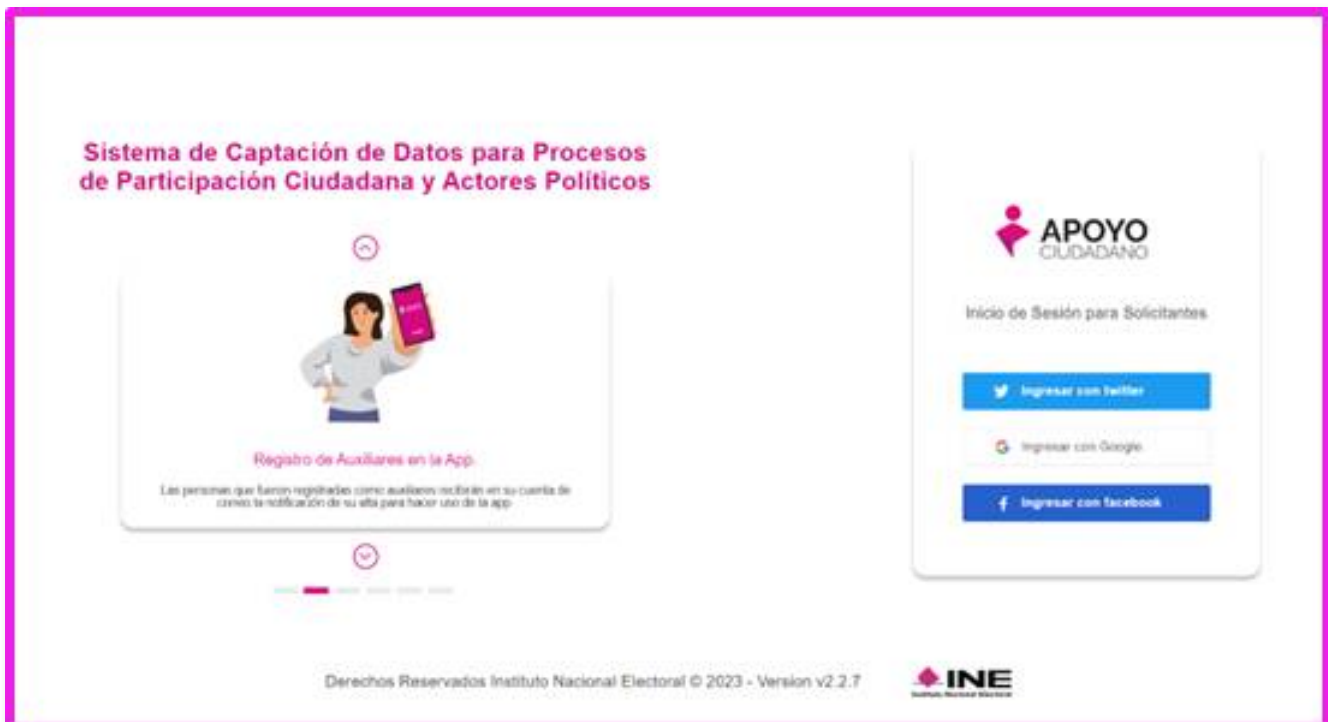 Sistema de Captación de Datos para Procesos
de Participación Ciudadana y Actores Políticos
Registro de Auxiliares en la App.
Las personas que fueron registradas como auxiliares recibirán en su cuenta de
correo la notificación de su alta para hacer uso de la app
APOYO
CIUDADANO
Inicio de Sesión para Solicitantes
Ingresar con twitter
Ingresar con Google
Ingresar con facebook
Derechos Reservados Instituto Nacional Electoral © 2023 - Version v2.2.7
INE
Instituto Nacional Electoral